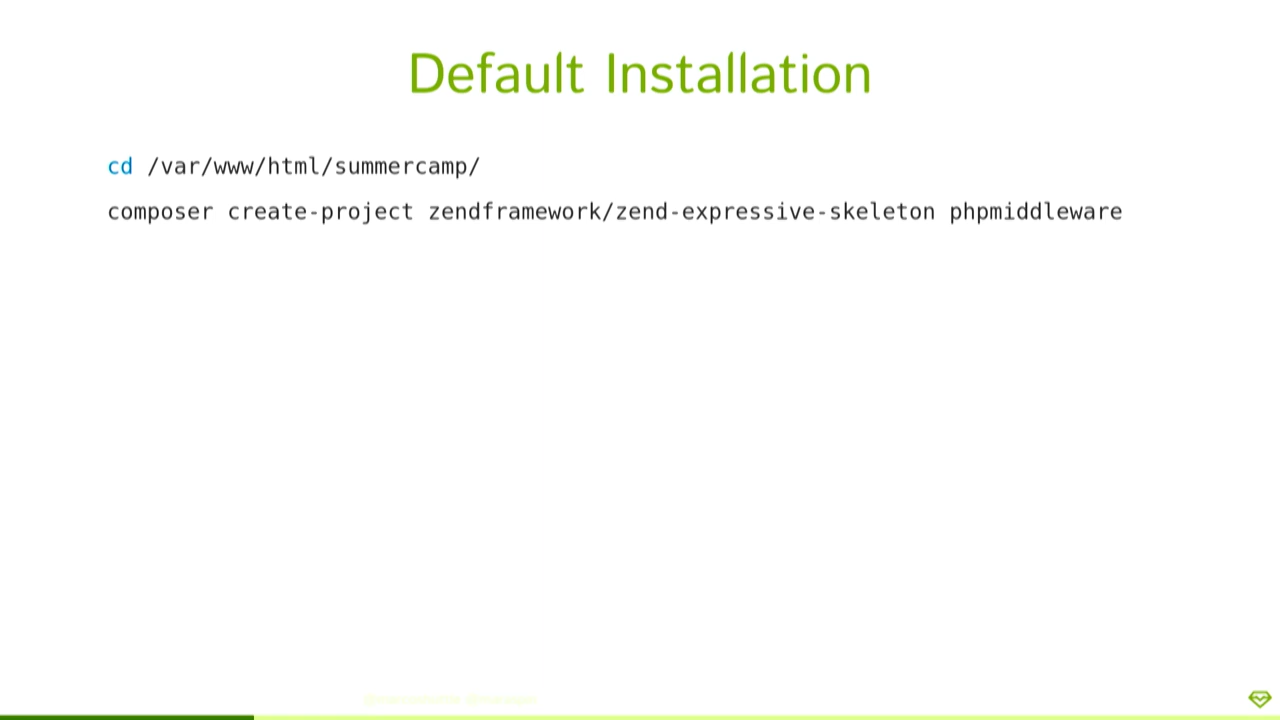 Default Installation
cd /var/www/html/summercamp/
composer create-project zendframework/zend-expressive-skeleton phpmiddleware